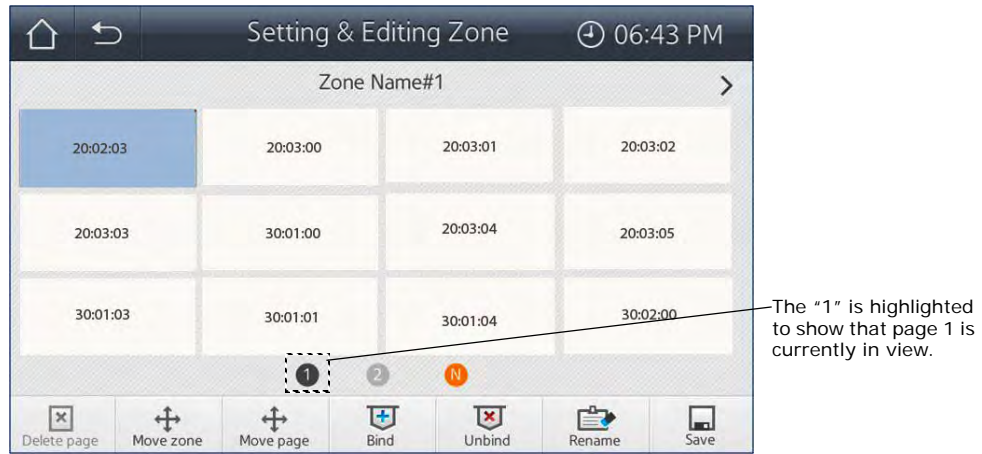 Setting & Editing Zone
06:43 PM
Zone Name#1
20:02:03
20:03:00
20:03:01
20:03:02
20:03:03
30:01:00
20:03:04
20:03:05
30:01:03
30:01:01
30:01:04
30:02:00
The "1" is highlighted
to show that page 1 is
currently in view.
1
2
N
Delete page
Move zone
Move page
Bind
Unbind
Rename
Save